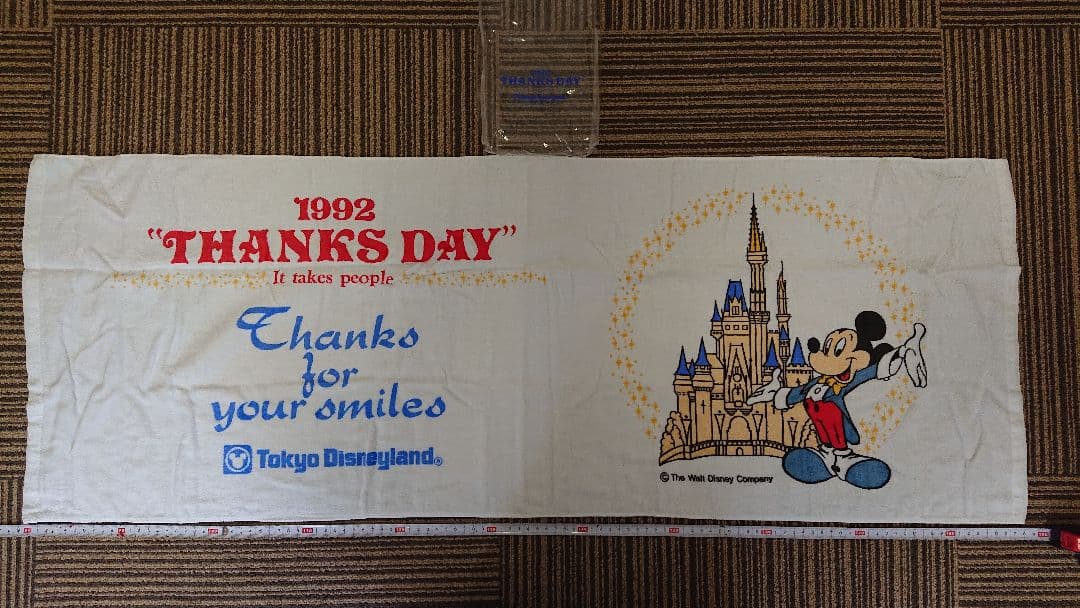 THANKS DAY
1992
"THANKS DAY"
It takes people
Thanks
for
your smiles
Tokyo Disneyland®
© The Walt Disney Company